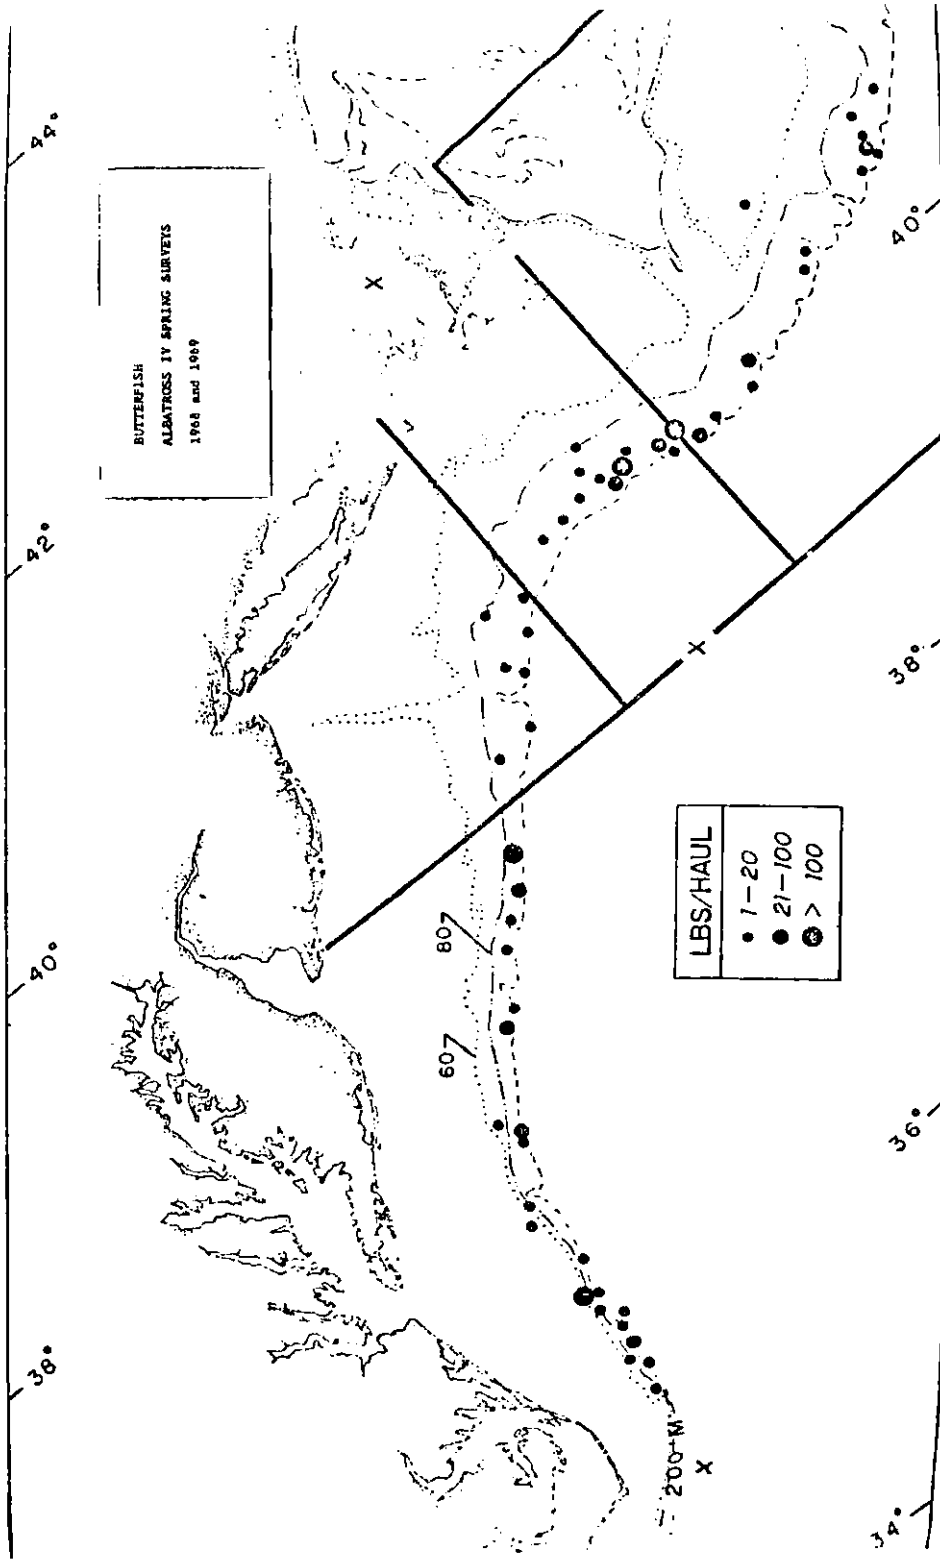 BUTTERFISH
ALBATROSS IV SPRING SURVEYS
1968 and 1969
44°
42°
40°
38°
40°
38°
36°
34°
60
80
200 M
X
X
X
LBS/HAUL
1-20
21-100
> 100